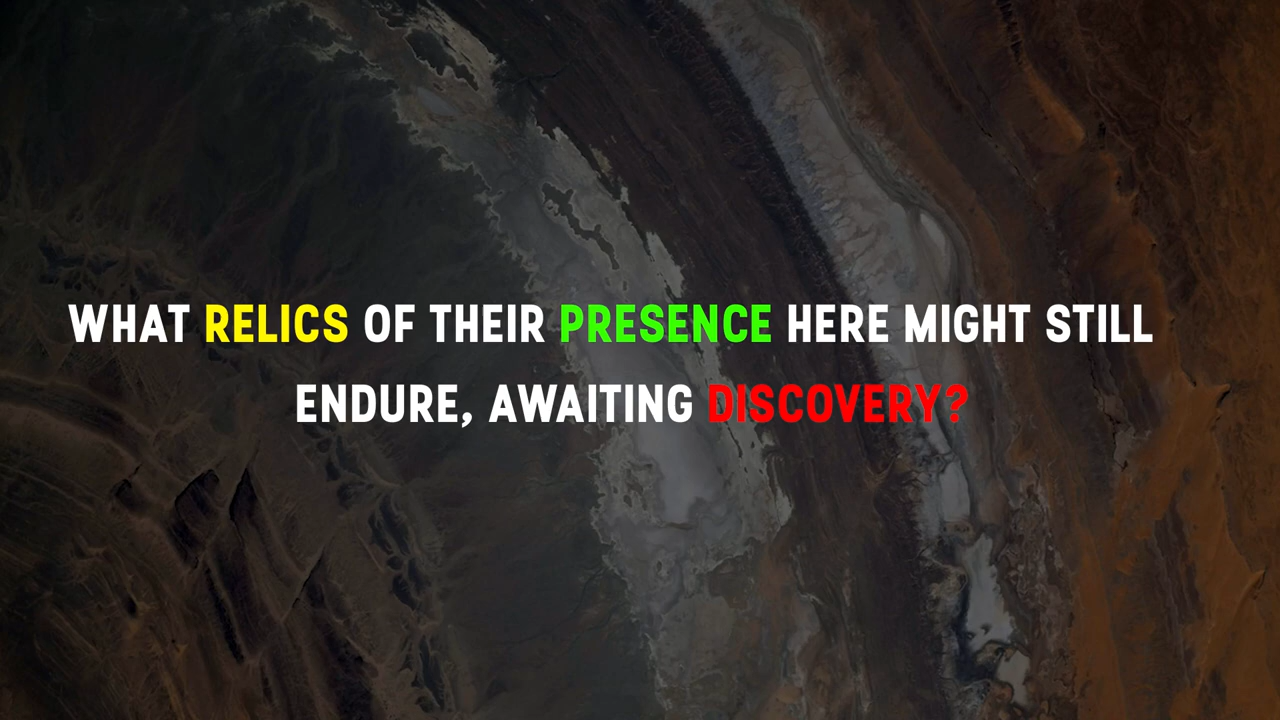 WHAT RELICS OF THEIR PRESENCE HERE MIGHT STILL
ENDURE, AWAITING DISCOVERY?